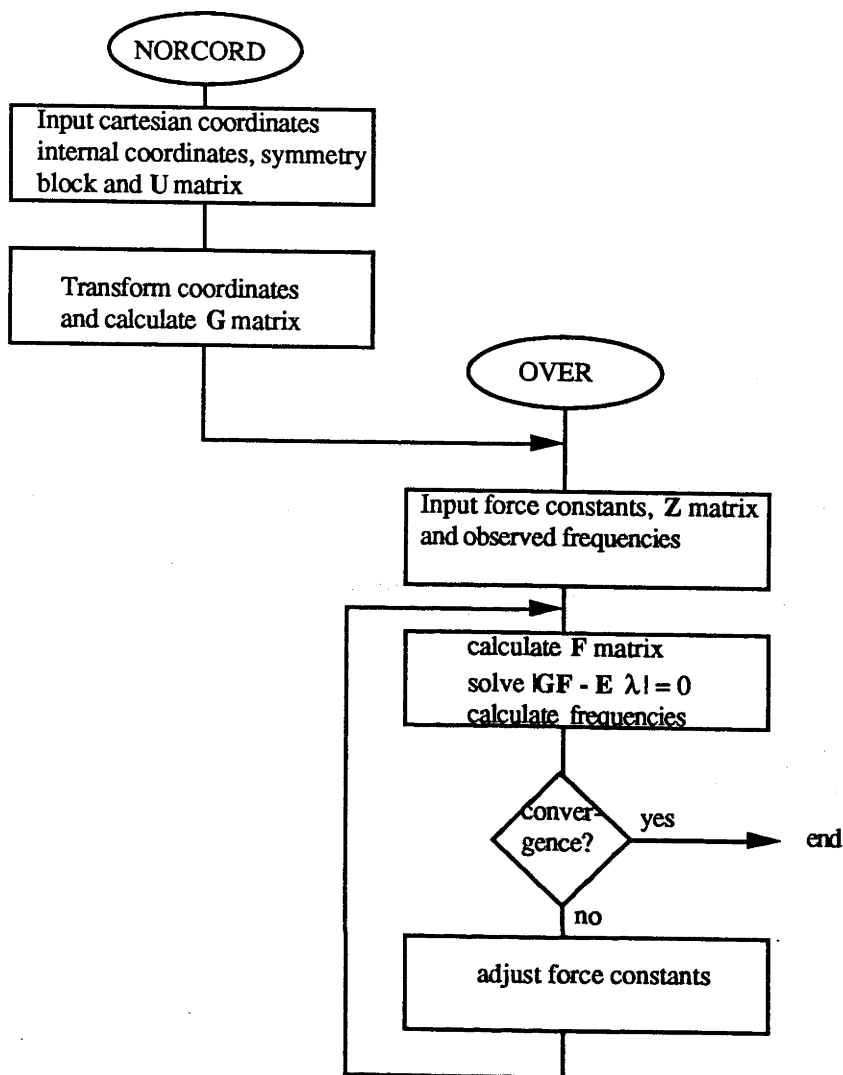 NORCORD
Input cartesian coordinates
internal coordinates, symmetry
block and U matrix
Transform coordinates
and calculate G matrix
OVER
Input force constants, Z matrix
and observed frequencies
calculate F matrix
solve |GF - E λ| = 0
calculate frequencies
conver-
gence?
yes
end
no
adjust force constants